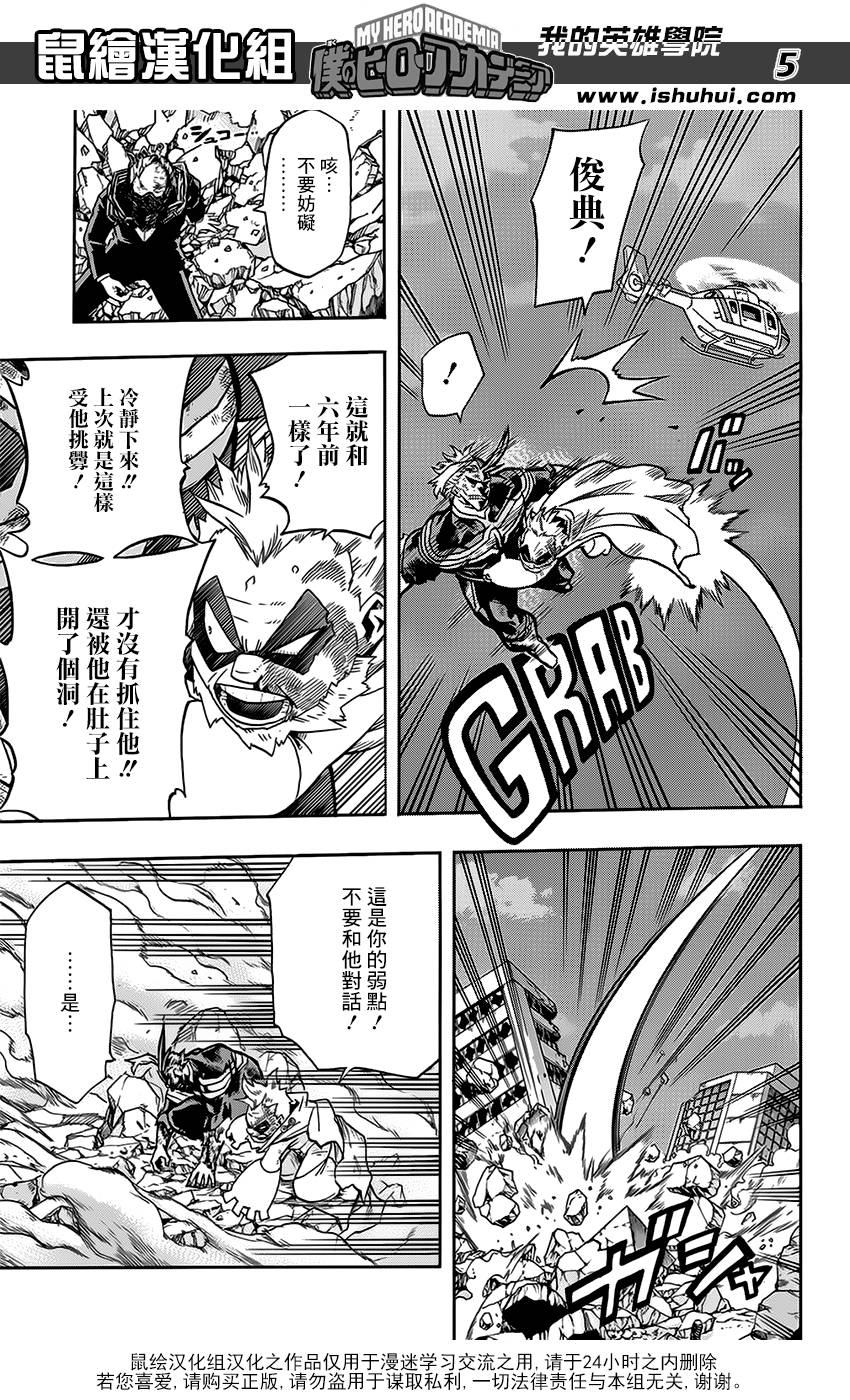 鼠繪漢化組
MY HERO ACADEMIA
僕のヒーローアカデミア
我的英雄學院
www.ishuhui.com
5
俊典！
！
バッ
GRAB
咳…
不要妨礙
………
シュコー
這就和
六年前
一樣了！
冷靜下來!!
上次就是這樣
受他挑釁！
才沒有抓住他!!
還被他在肚子上
開了個洞！
ガシャ
這是你的弱點！
不要和他對話！
……是…
鼠绘汉化组汉化之作品仅用于漫迷学习交流之用, 请于24小时之内删除
若您喜爱, 请购买正版, 请勿盗用于谋取私利, 一切法律责任与本组无关, 谢谢。